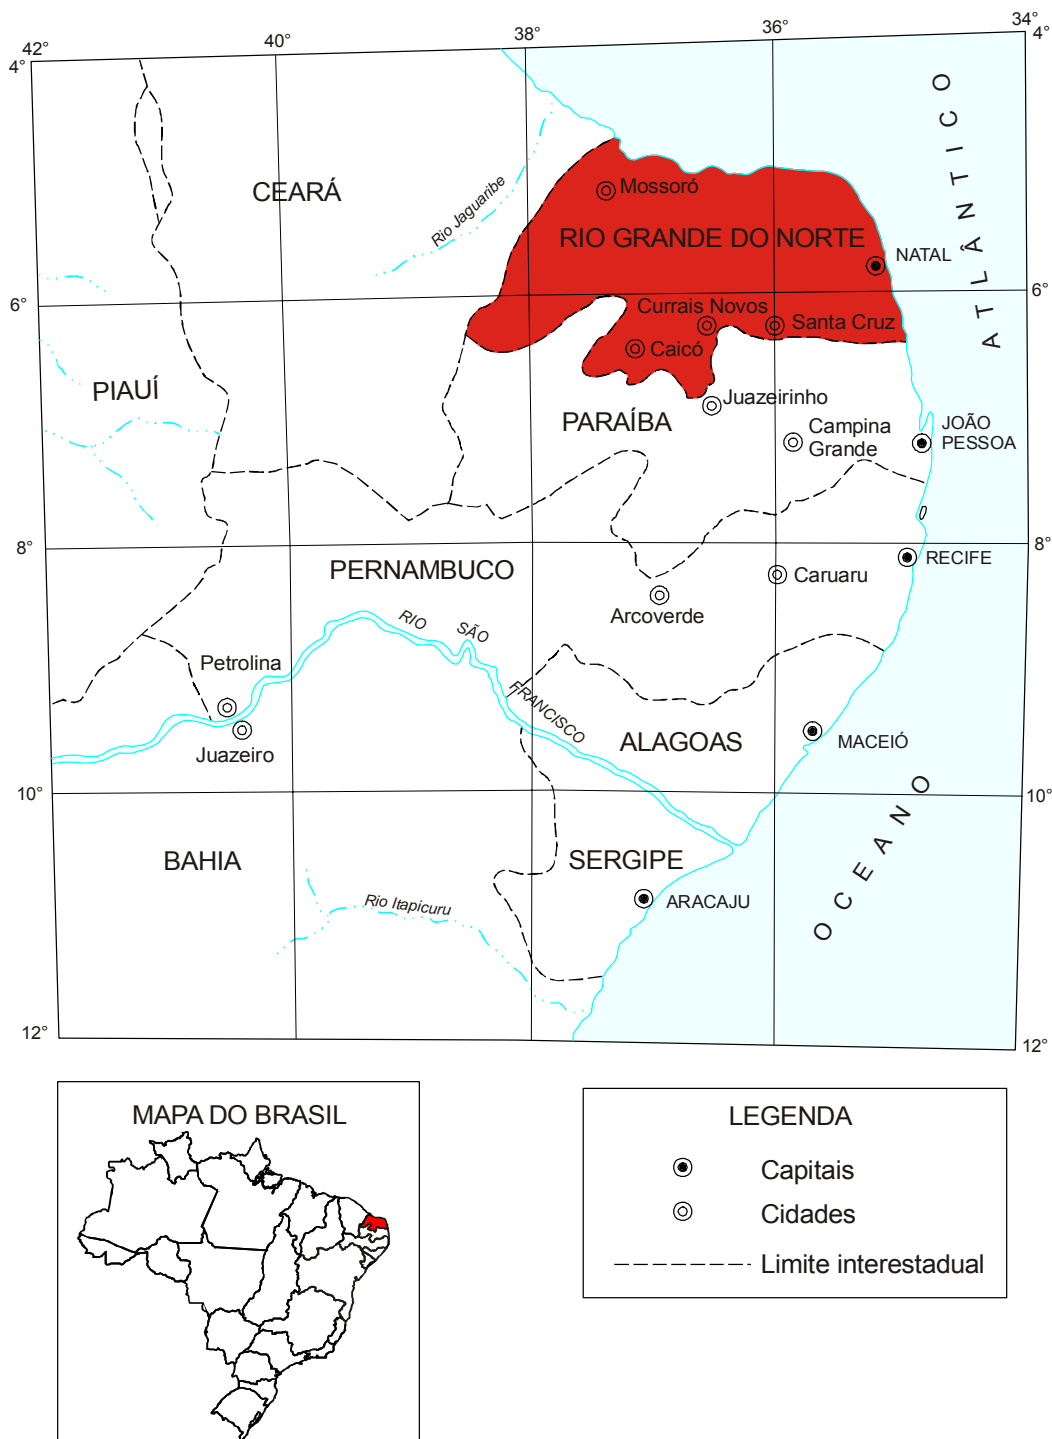 42°
40°
38°
36°
34°
4°
4°
CEARÁ
Rio Jaguaribe
Mossoró
RIO GRANDE DO NORTE
NATAL
ATLÂNTICO
6°
6°
Currais Novos
Santa Cruz
Caicó
PIAUÍ
Juazeirinho
PARAÍBA
Campina
Grande
JOÃO
PESSOA
8°
8°
PERNAMBUCO
Caruaru
RECIFE
Arcoverde
RIO SÃO
FRANCISCO
Petrolina
Juazeiro
ALAGOAS
MACEIÓ
10°
10°
OCEANO
BAHIA
SERGIPE
Rio Itapicuru
ARACAJU
12°
12°
MAPA DO BRASIL
LEGENDA
Capitais
Cidades
Limite interestadual